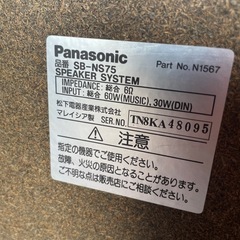 Panasonic
Part No. N1567
品番 SB-NS75
SPEAKER SYSTEM
IMPEDANCE: 総合 6Ω
INPUT: 総合 60W(MUSIC), 30W(DIN)
松下電器産業株式会社
マレイシア製 SER.NO. TN8KA48095
注意
指定の機器とご使用ください。
故障、火災の原因となることがあります。
不明な点は販売店にご相談ください。